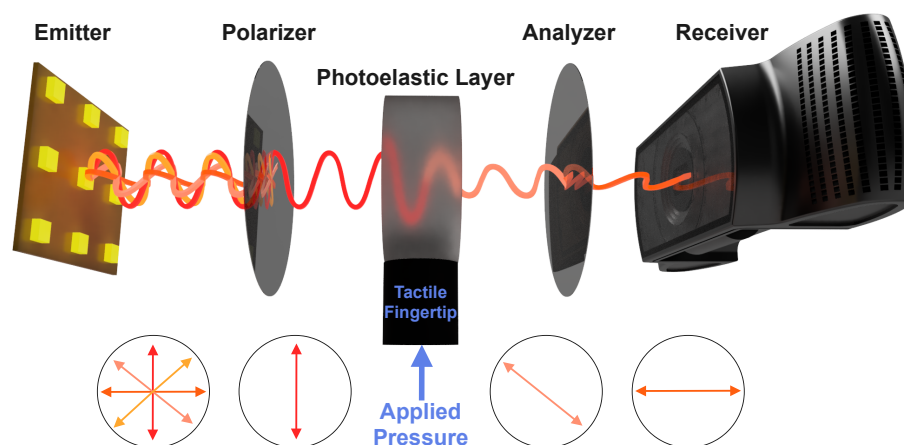 Emitter
Polarizer
Photoelastic Layer
Analyzer
Receiver
Tactile
Fingertip
Applied
Pressure